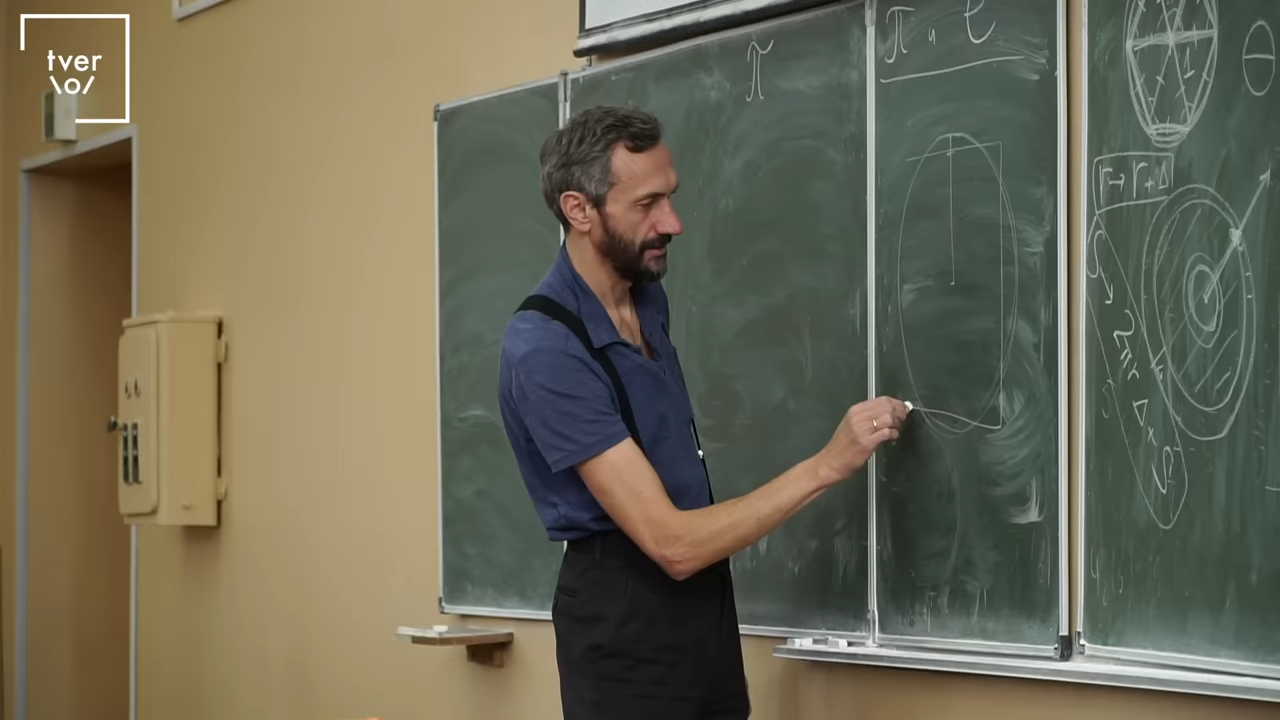 tver
\o/
π
π и e
r→r+Δ
2πr
Δ x